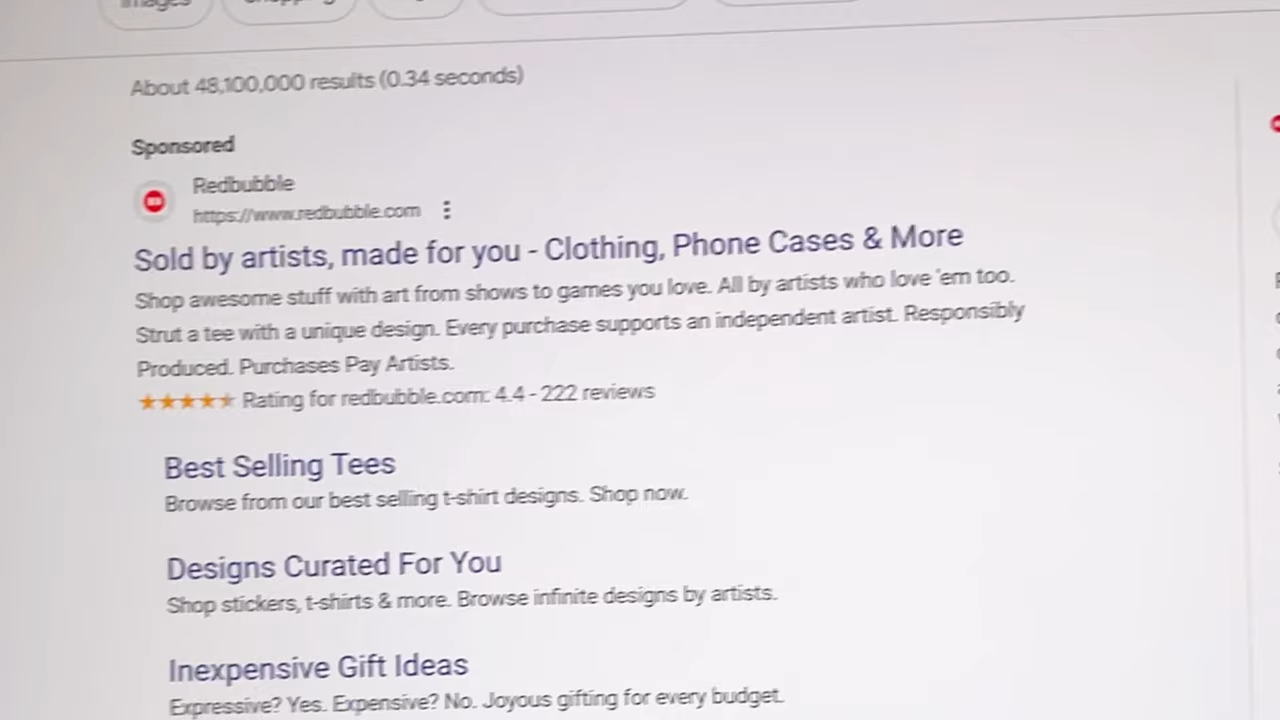 Images Shopping
About 48,100,000 results (0.34 seconds)
Sponsored
Redbubble
https://www.redbubble.com
Sold by artists, made for you - Clothing, Phone Cases & More
Shop awesome stuff with art from shows to games you love. All by artists who love 'em too.
Strut a tee with a unique design. Every purchase supports an independent artist. Responsibly
Produced. Purchases Pay Artists.
Rating for redbubble.com: 4.4 - 222 reviews
Best Selling Tees
Browse from our best selling t-shirt designs. Shop now.
Designs Curated For You
Shop stickers, t-shirts & more. Browse infinite designs by artists.
Inexpensive Gift Ideas
Expressive? Yes. Expensive? No. Joyous gifting for every budget.